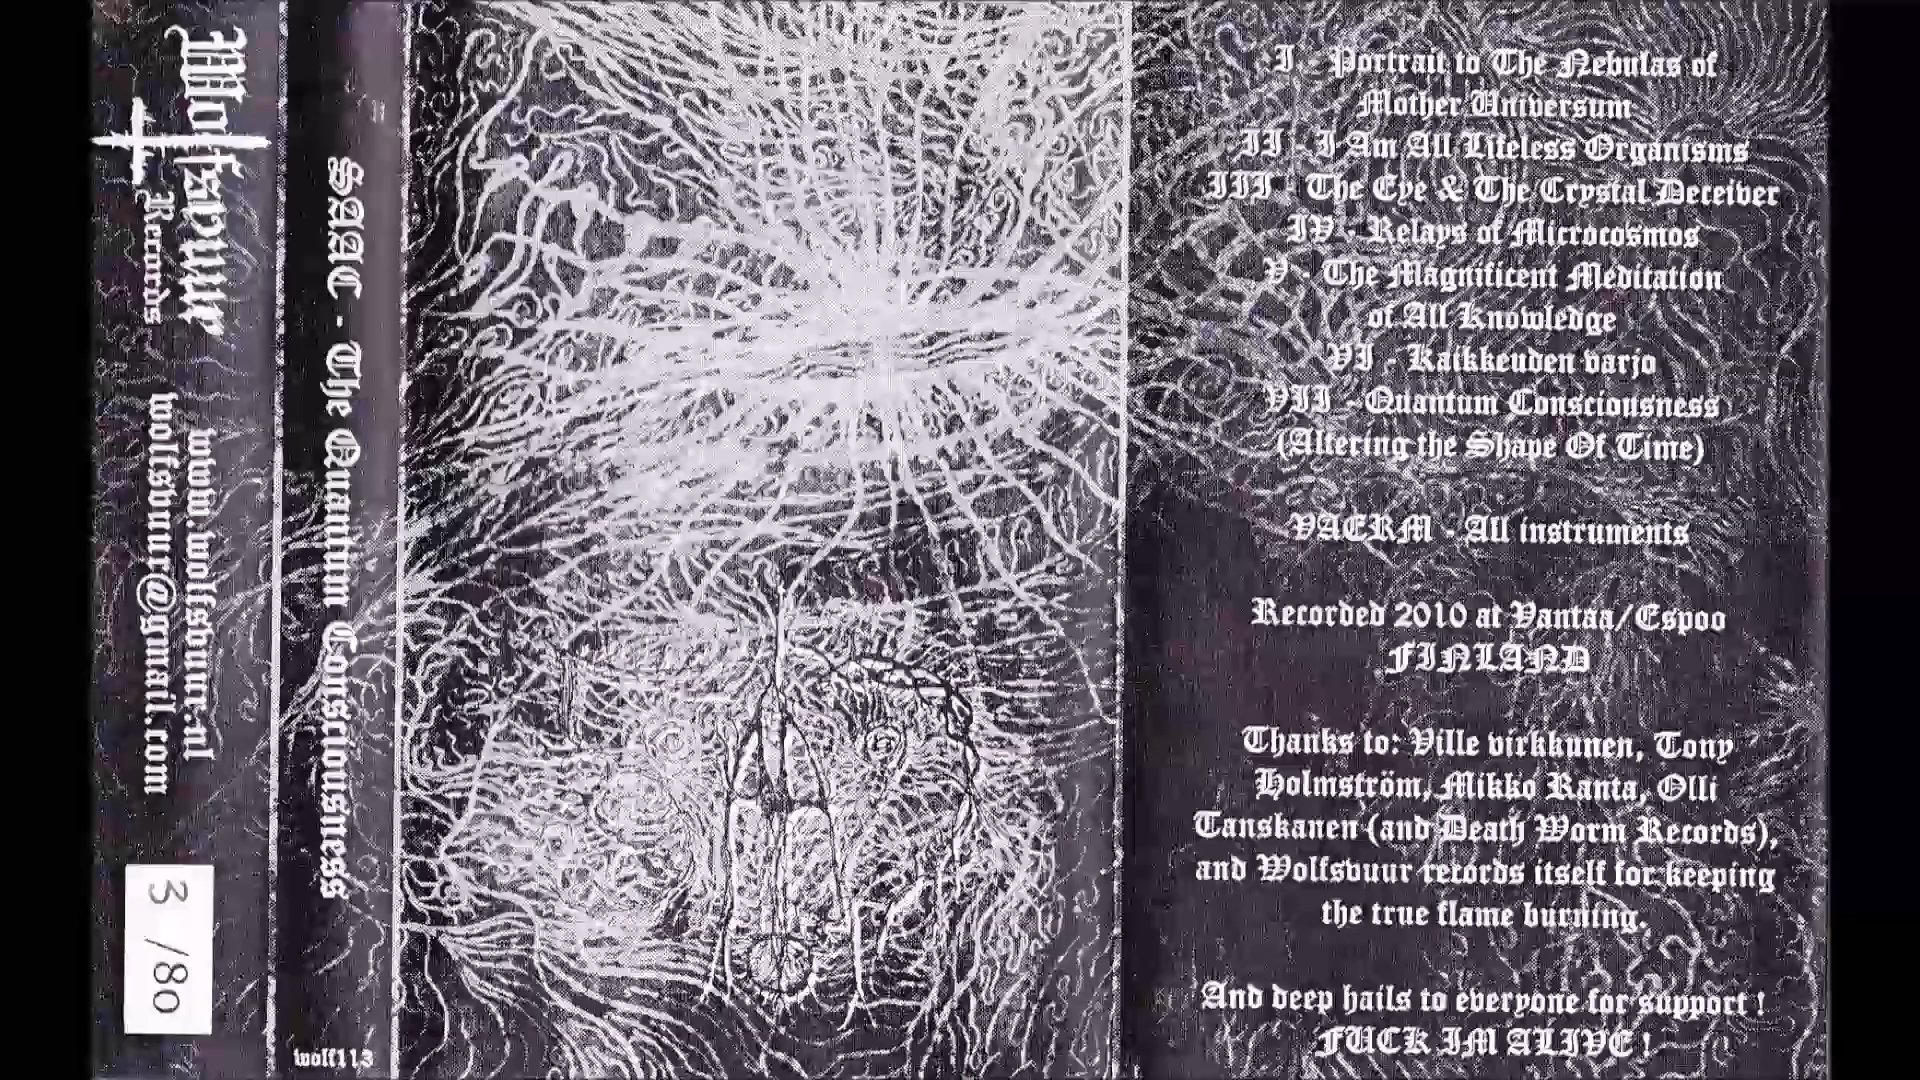 Wolfsvuur
Records
www.wolfsvuur.nl
wolfsvuur@gmail.com
3 /80
SAAC - The Quantum Consciousness
wolf113
I - Portrait to The Nebulas of
Mother Universum
II - I Am All Lifeless Organisms
III - The Eye & The Crystal Deceiver
IV - Relays of Microcosmos
V - The Magnificent Meditation
of All Knowledge
VI - Kaikkeuden varjo
VII - Quantum Consciousness
(Altering the Shape Of Time)
VAERM - All instruments
Recorded 2010 at Vantaa/Espoo
FINLAND
Thanks to: Ville virkkunen, Tony
Holmström, Mikko Ranta, Olli
Tanskanen (and Death Worm Records),
and Wolfsvuur records itself for keeping
the true flame burning.
And deep hails to everyone for support !
FUCK IM ALIVE !